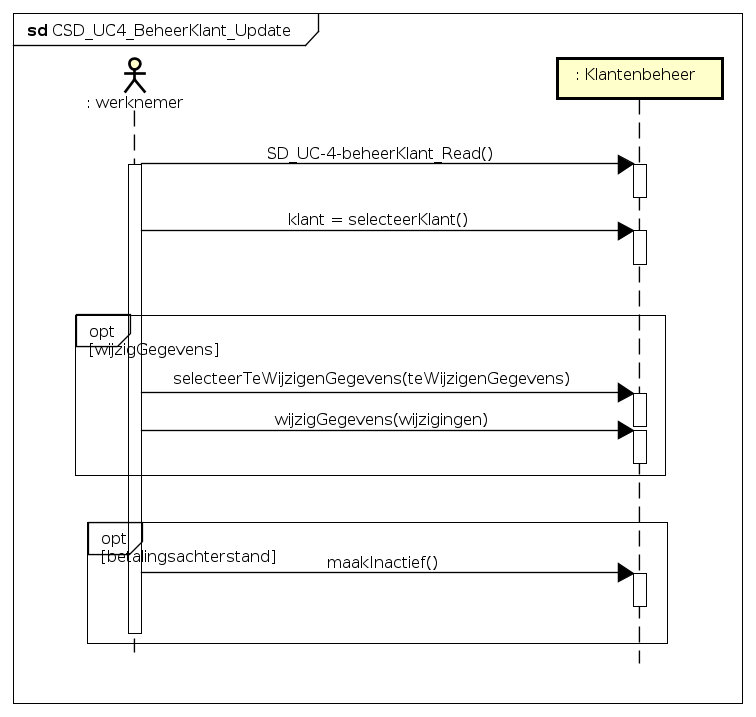 sd CSD_UC4_BeheerKlant_Update
: werknemer
: Klantenbeheer
SD_UC-4-beheerKlant_Read()
klant = selecteerKlant()
opt
[wijzigGegevens]
selecteerTeWijzigenGegevens(teWijzigenGegevens)
wijzigGegevens(wijzigingen)
opt
[betalingsachterstand]
maakInactief()